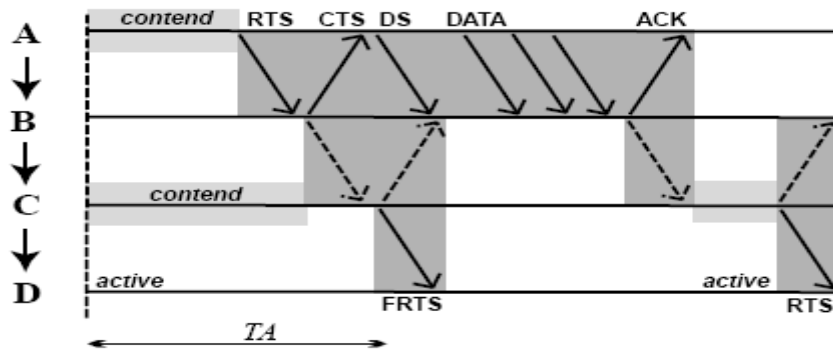 contend RTS CTS DS DATA ACK
A
B
contend
C
active active
D
FRTS RTS
TA